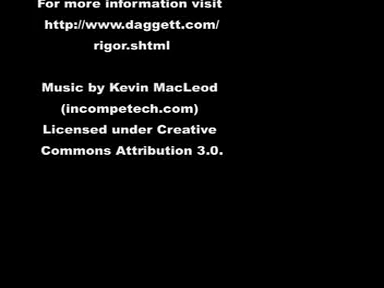 For more information visit
http://www.daggett.com/
rigor.shtml
Music by Kevin MacLeod
(incompetech.com)
Licensed under Creative
Commons Attribution 3.0.